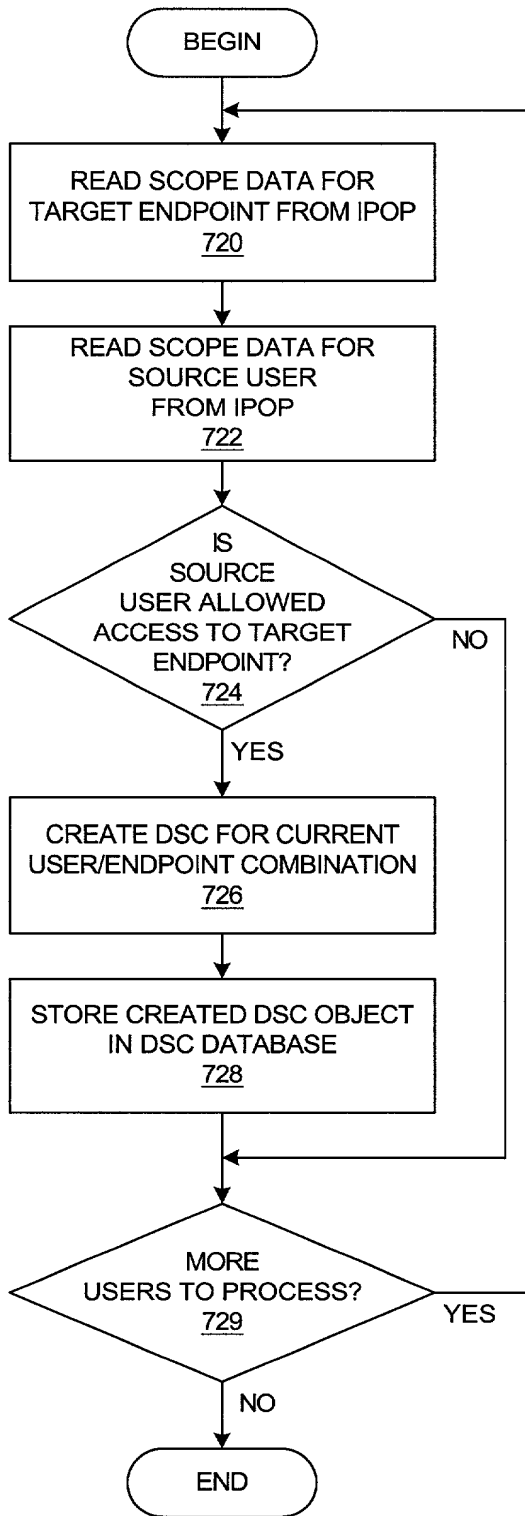 BEGIN
READ SCOPE DATA FOR
TARGET ENDPOINT FROM IPOP
720
READ SCOPE DATA FOR
SOURCE USER
FROM IPOP
722
IS
SOURCE
USER ALLOWED
ACCESS TO TARGET
ENDPOINT?
724
NO
YES
CREATE DSC FOR CURRENT
USER/ENDPOINT COMBINATION
726
STORE CREATED DSC OBJECT
IN DSC DATABASE
728
MORE
USERS TO PROCESS?
729
YES
NO
END